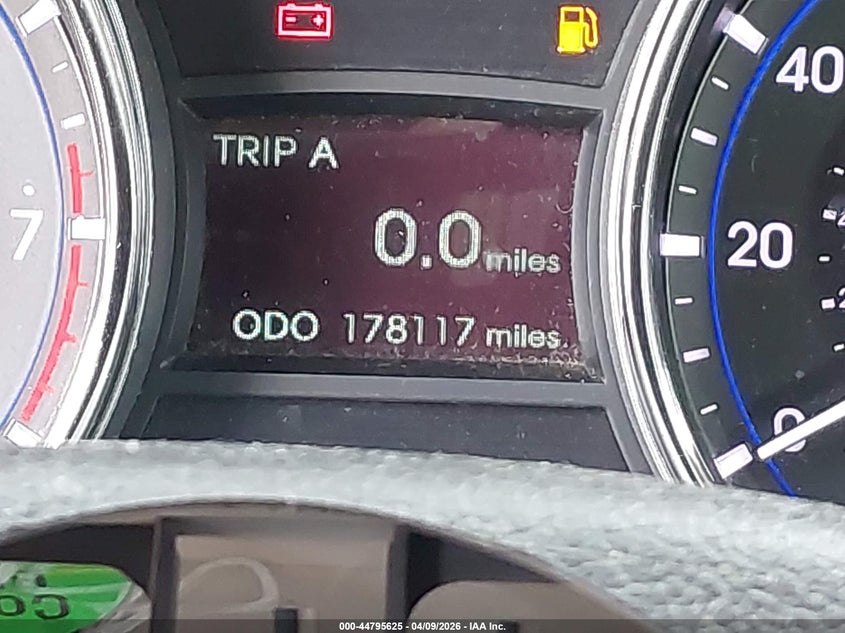 TRIP A
0.0 miles
ODO 178117 miles
7
40
20
0
000-44795625 - 04/09/2026 - IAA Inc.